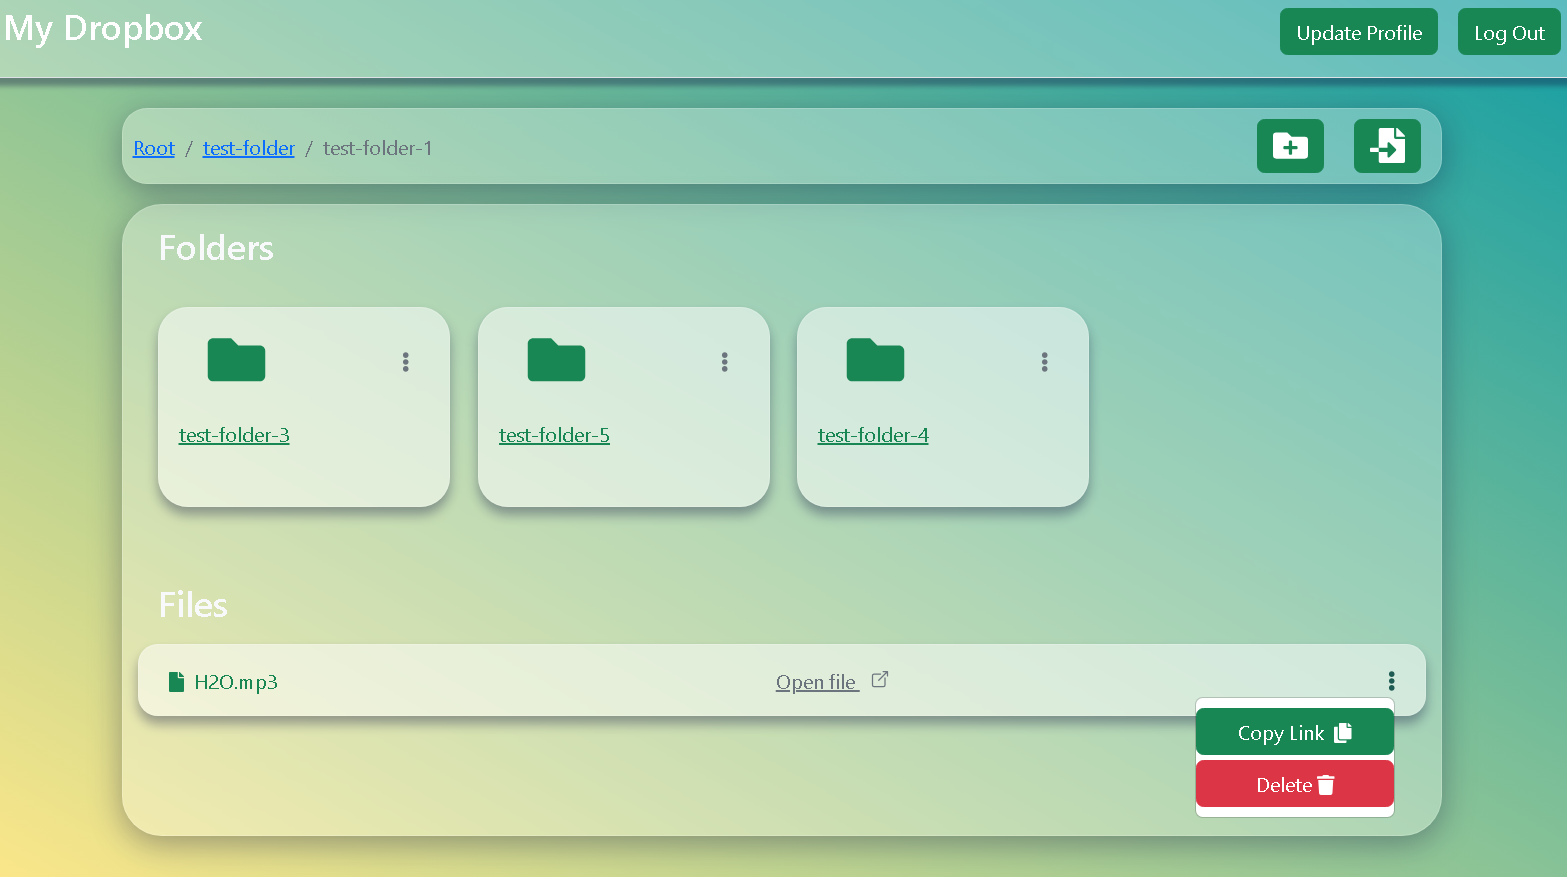 My Dropbox
Update Profile
Log Out
Root / test-folder / test-folder-1
Folders
test-folder-3
test-folder-5
test-folder-4
Files
H2O.mp3
Open file
Copy Link
Delete